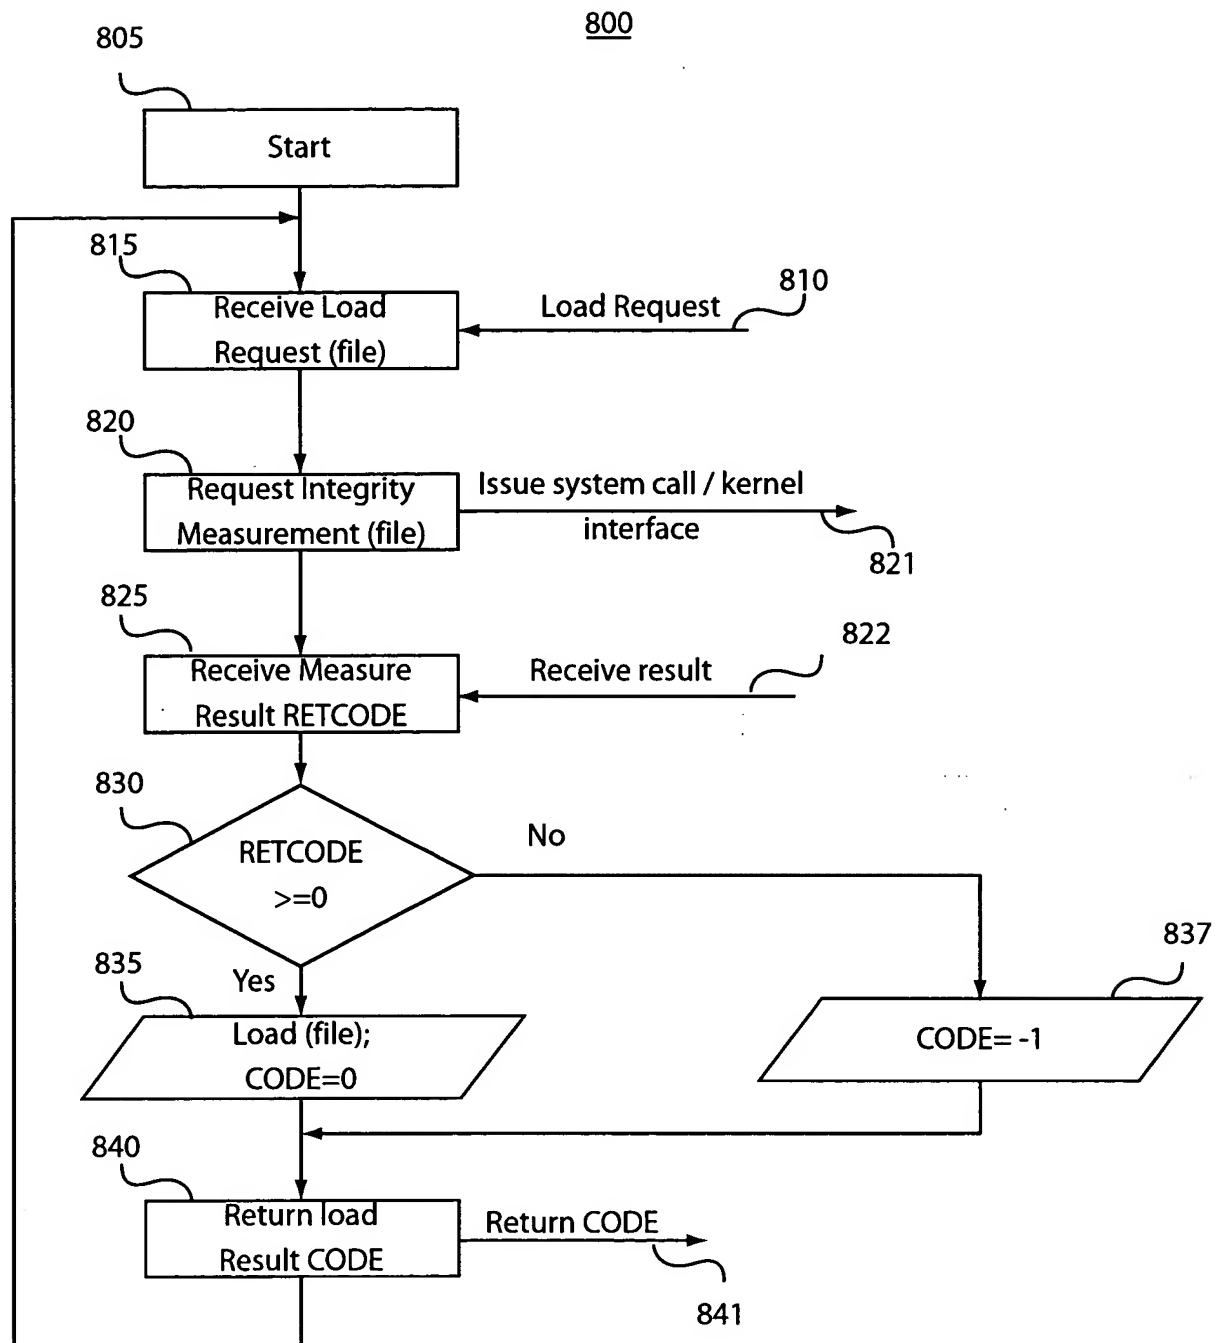 800
805
Start
815
Receive Load
Request (file)
Load Request
810
820
Request Integrity
Measurement (file)
Issue system call / kernel
interface
821
825
Receive Measure
Result RETCODE
Receive result
822
830
RETCODE
>=0
No
Yes
835
Load (file);
CODE=0
837
CODE= -1
840
Return load
Result CODE
Return CODE
841